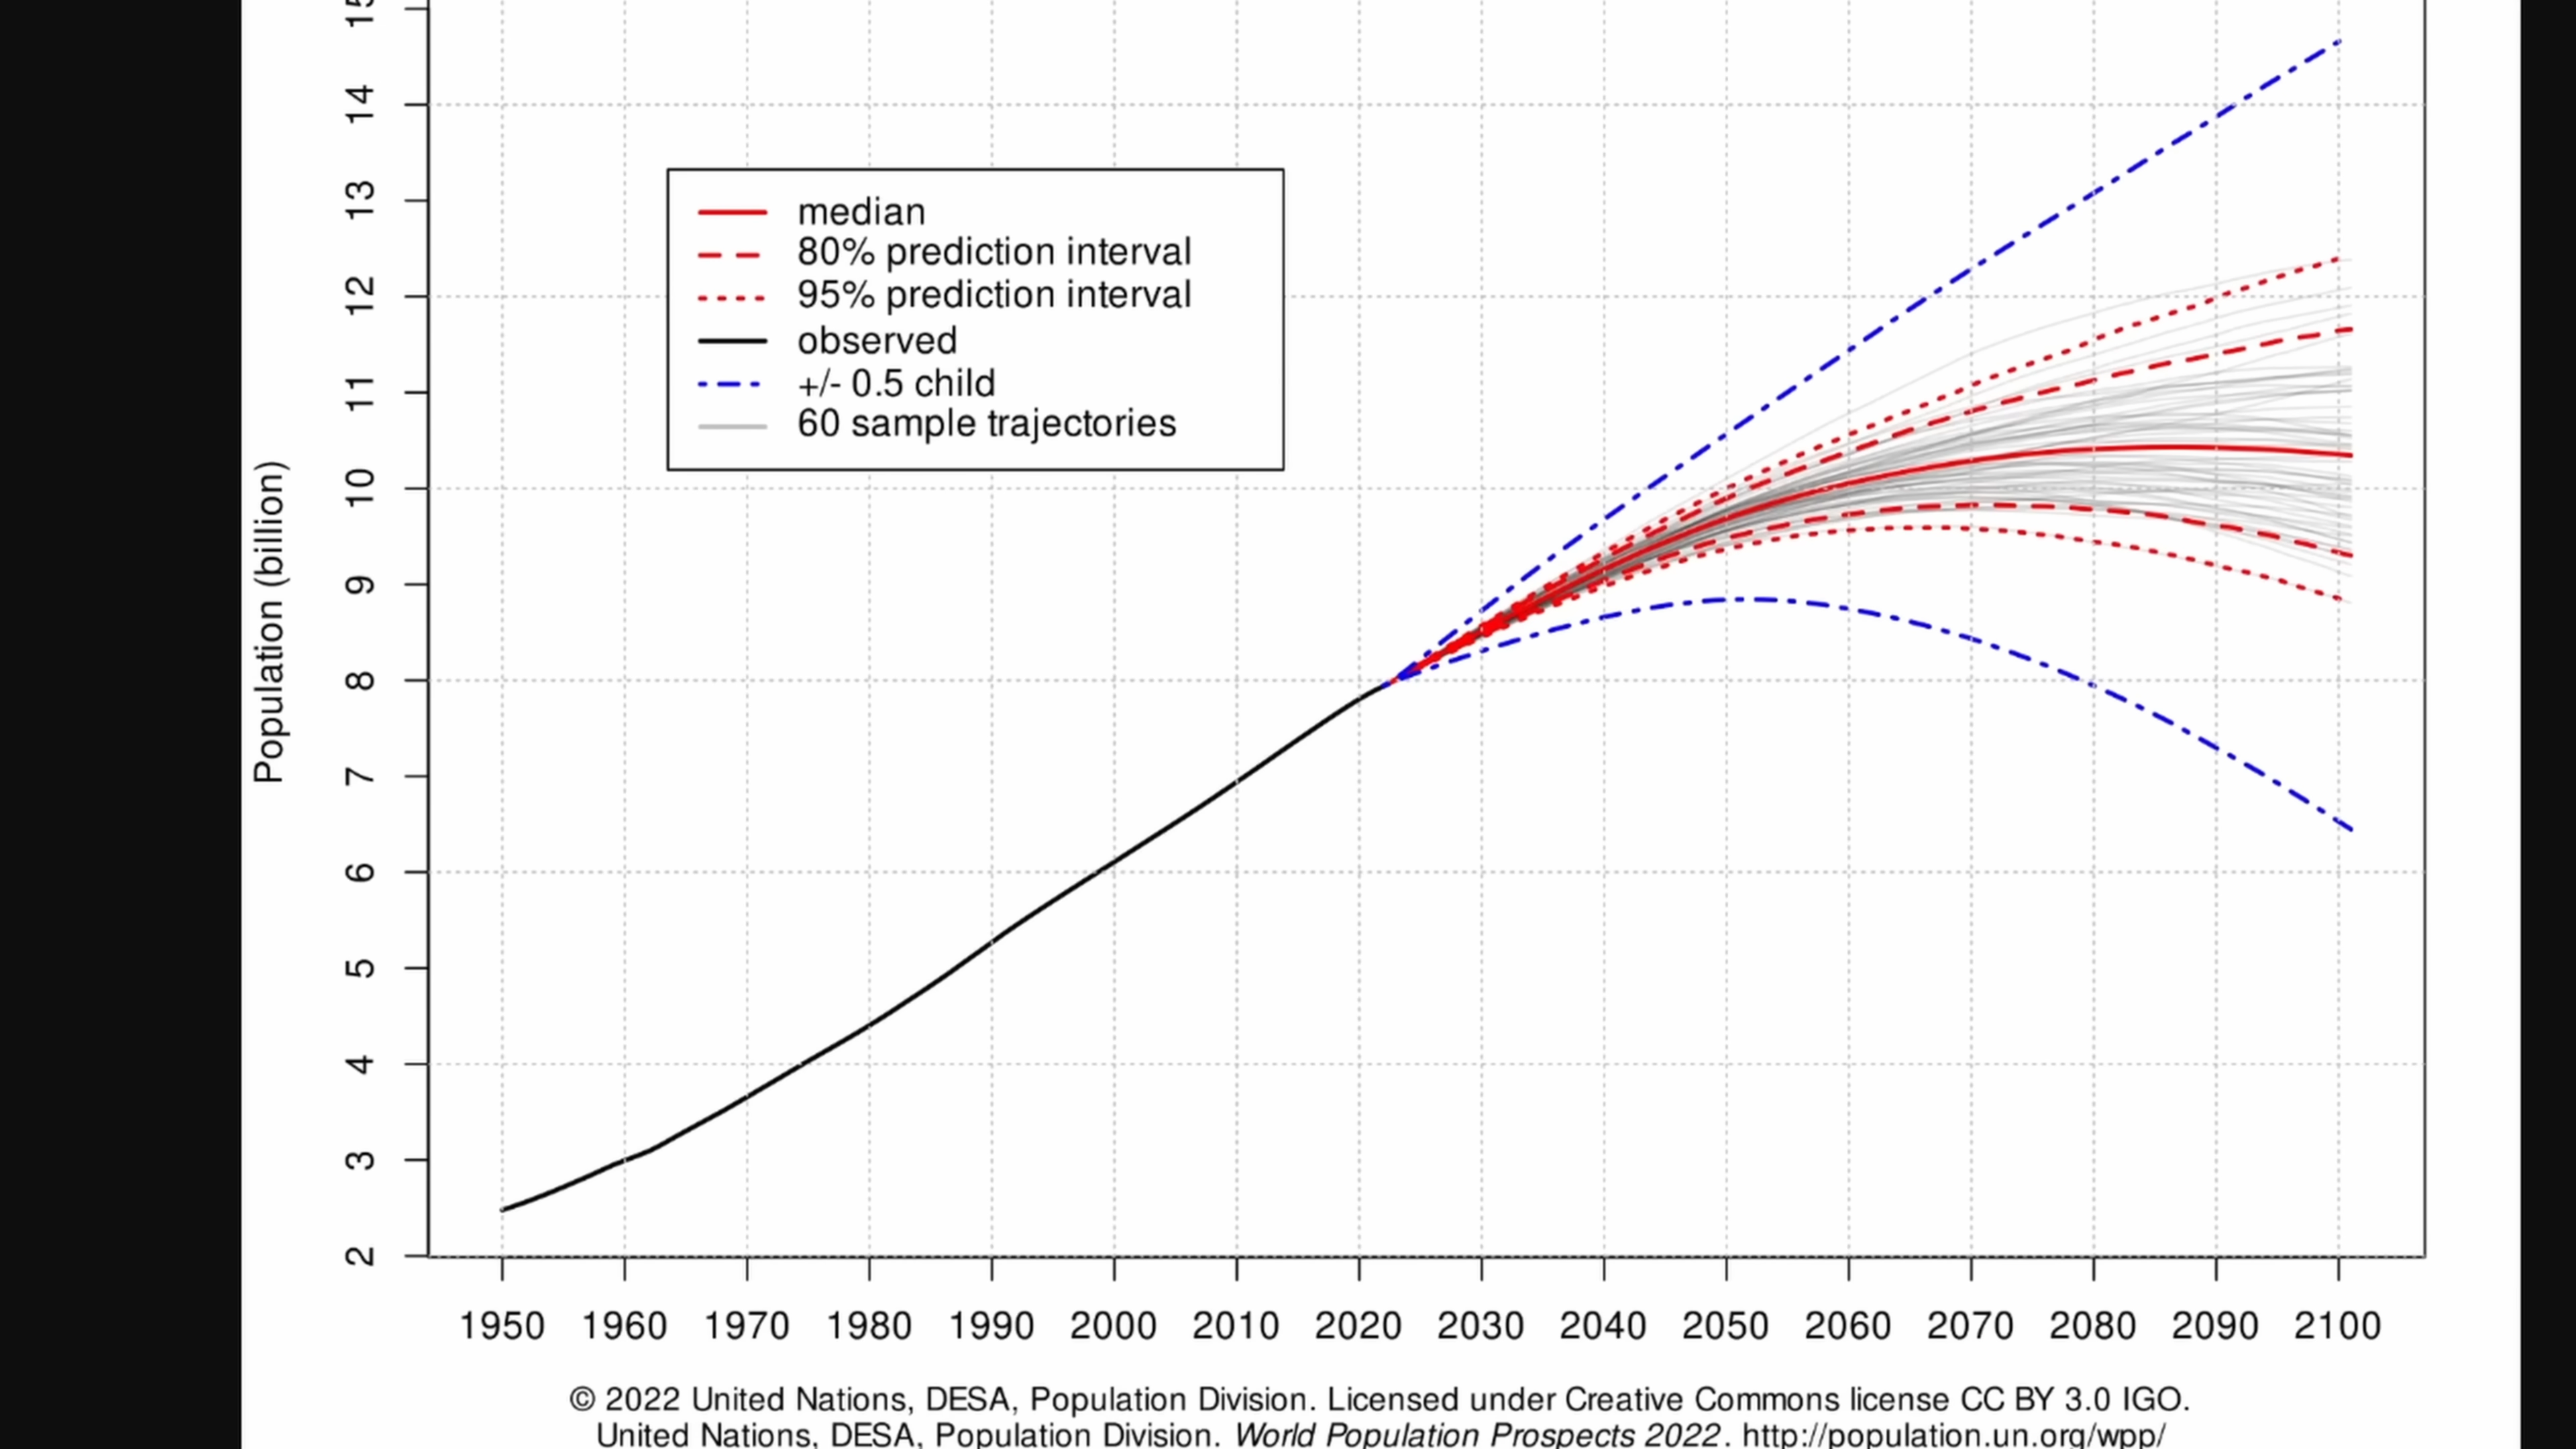 15
14
13
12
11
10
9
8
7
6
5
4
3
2
Population (billion)
median
80% prediction interval
95% prediction interval
observed
+/- 0.5 child
60 sample trajectories
1950 1960 1970 1980 1990 2000 2010 2020 2030 2040 2050 2060 2070 2080 2090 2100
© 2022 United Nations, DESA, Population Division. Licensed under Creative Commons license CC BY 3.0 IGO.
United Nations, DESA, Population Division. World Population Prospects 2022. http://population.un.org/wpp/